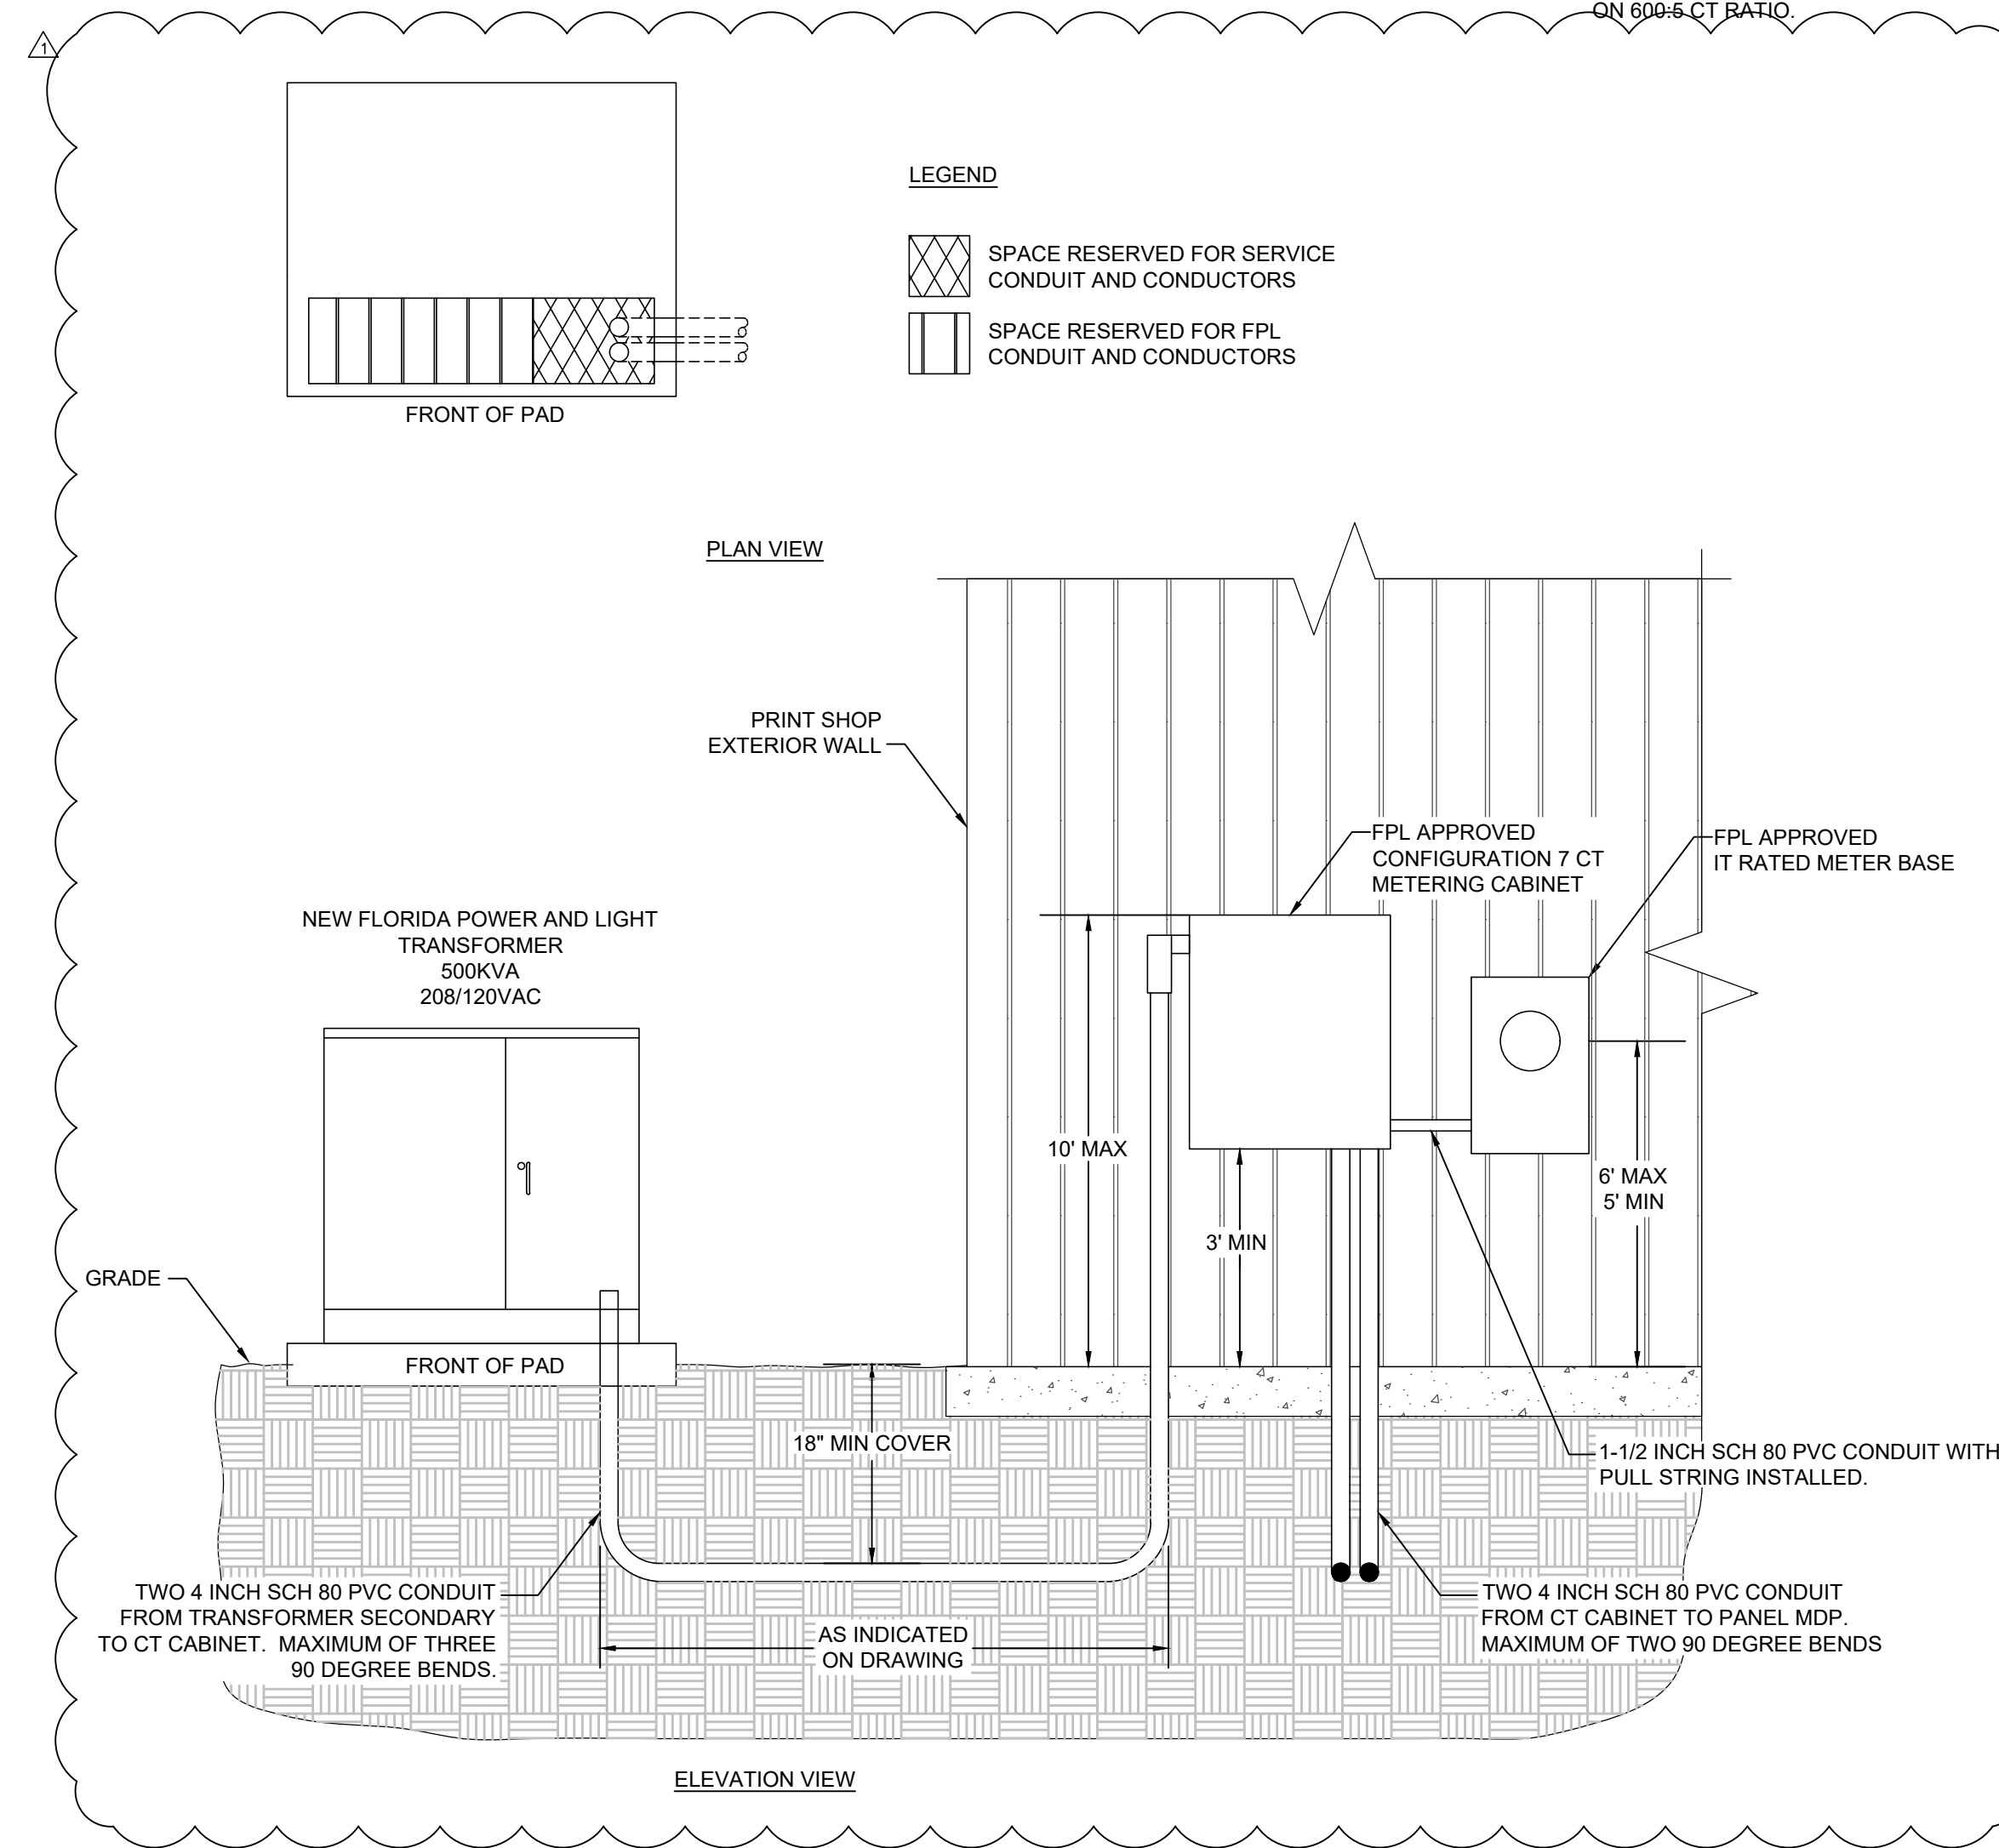 ON 600:5 CT RATIO.
1
LEGEND
SPACE RESERVED FOR SERVICE
CONDUIT AND CONDUCTORS
SPACE RESERVED FOR FPL
CONDUIT AND CONDUCTORS
FRONT OF PAD
PLAN VIEW
PRINT SHOP
EXTERIOR WALL
FPL APPROVED
CONFIGURATION 7 CT
METERING CABINET
FPL APPROVED
IT RATED METER BASE
NEW FLORIDA POWER AND LIGHT
TRANSFORMER
500KVA
208/120VAC
10' MAX
6' MAX
5' MIN
3' MIN
GRADE
FRONT OF PAD
18" MIN COVER
1-1/2 INCH SCH 80 PVC CONDUIT WITH
PULL STRING INSTALLED.
TWO 4 INCH SCH 80 PVC CONDUIT
FROM TRANSFORMER SECONDARY
TO CT CABINET. MAXIMUM OF THREE
90 DEGREE BENDS.
AS INDICATED
ON DRAWING
TWO 4 INCH SCH 80 PVC CONDUIT
FROM CT CABINET TO PANEL MDP.
MAXIMUM OF TWO 90 DEGREE BENDS
ELEVATION VIEW